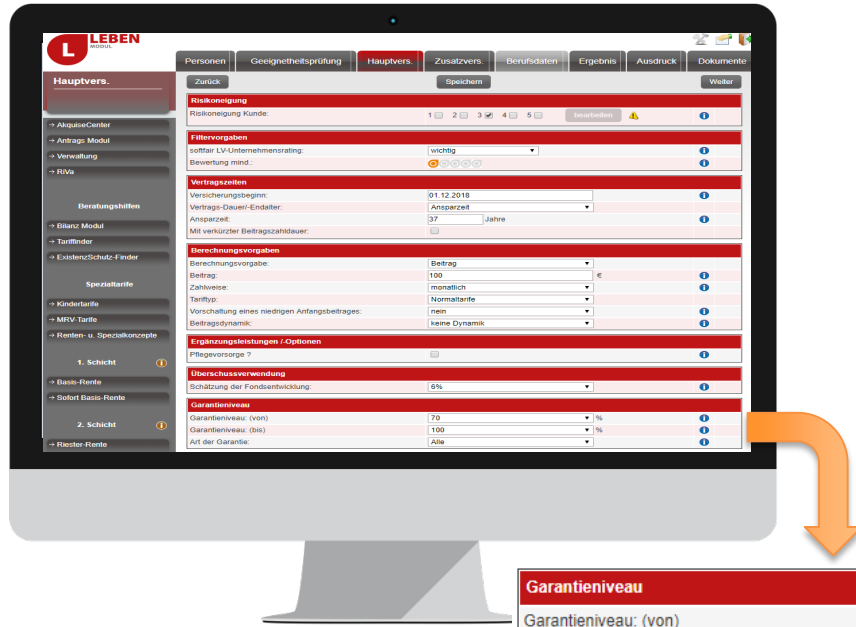 L LEBEN
MODUL
Personen Geeignetheitsprüfung Hauptvers. Zusatzvers. Berufsdaten Ergebnis Ausdruck Dokumente
Hauptvers.
Zurück Speichern Weiter
→ AkquiseCenter
→ Antrags Modul
→ Verwaltung
→ RiVa
Beratungshilfen
→ Bilanz Modul
→ Tariffinder
→ ExistenzSchutz-Finder
Spezialtarife
→ Kindertarife
→ MRV-Tarife
→ Renten- u. Spezialkonzepte
1. Schicht
→ Basis-Rente
→ Sofort Basis-Rente
2. Schicht
→ Riester-Rente
Risikoneigung
Risikoneigung Kunde: 1 2 3 4 5 bearbeiten
Filtervorgaben
softfair LV-Unternehmensrating: wichtig
Bewertung mind.:
Vertragszeiten
Versicherungsbeginn: 01.12.2018
Vertrags-Dauer/-Endalter: Ansparzeit
Ansparzeit: 37 Jahre
Mit verkürzter Beitragszahldauer:
Berechnungsvorgaben
Berechnungsvorgabe: Beitrag
Beitrag: 100 €
Zahlweise: monatlich
Tariftyp: Normaltarife
Vorschaltung eines niedrigen Anfangsbeitrages: nein
Beitragsdynamik: keine Dynamik
Ergänzungsleistungen /-Optionen
Pflegevorsorge ?
Überschussverwendung
Schätzung der Fondsentwicklung: 6%
Garantieniveau
Garantieniveau: (von) 70 %
Garantieniveau: (bis) 100 %
Art der Garantie: Alle
Garantieniveau
Garantieniveau: (von)